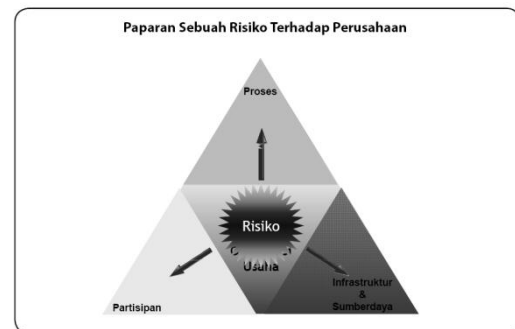 Paparan Sebuah Risiko Terhadap Perusahaan
Proses
Risiko
Usaha
Partisipan
Infrastruktur
&
Sumberdaya